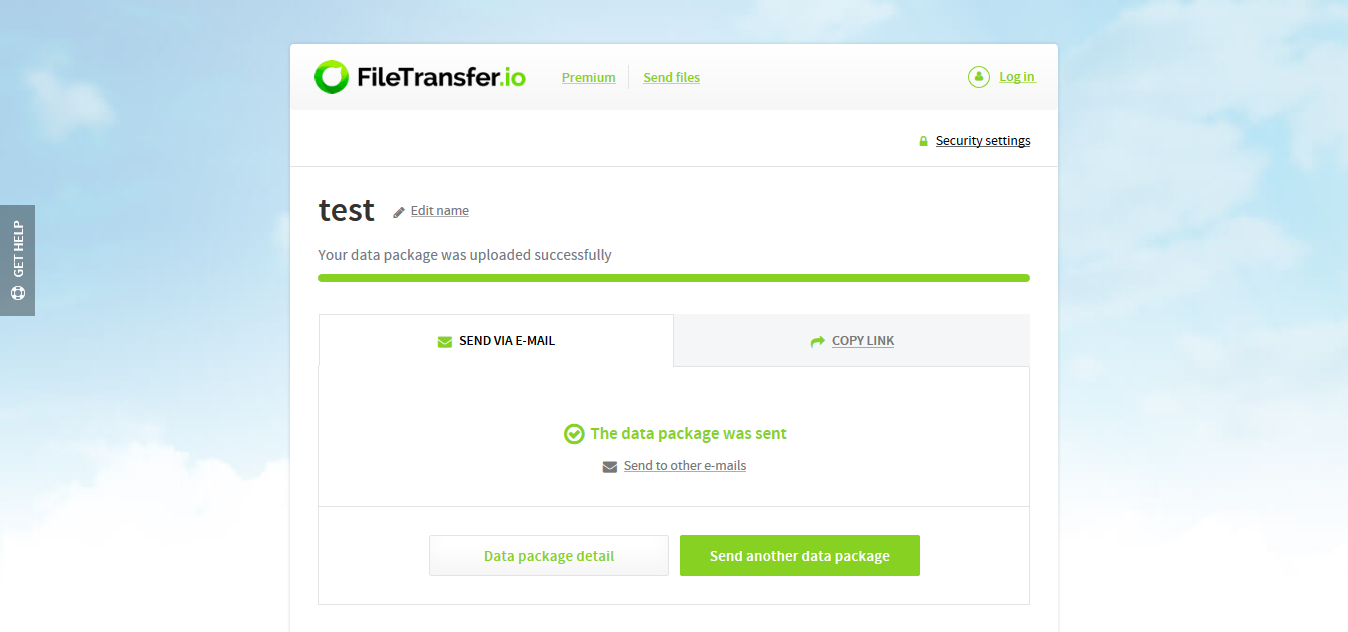 FileTransfer.io Premium Send files Log in
Security settings
test Edit name
GET HELP
Your data package was uploaded successfully
SEND VIA E-MAIL COPY LINK
The data package was sent
Send to other e-mails
Data package detail Send another data package